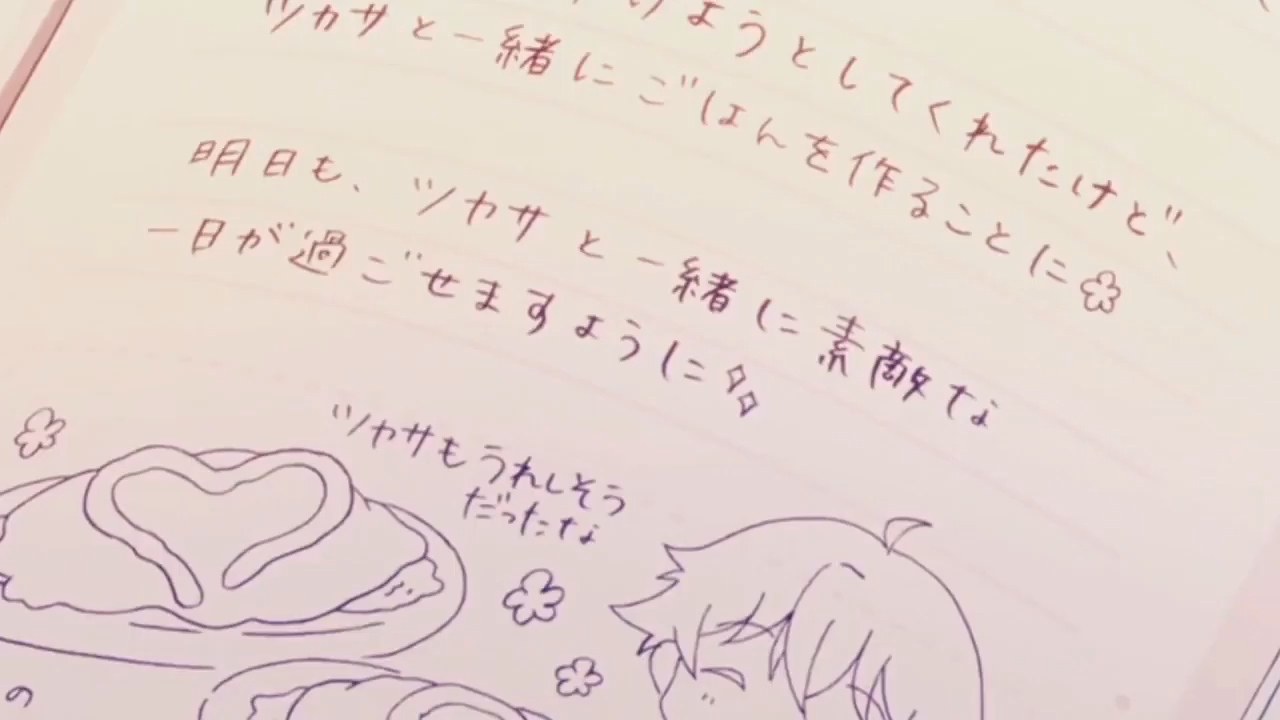 ようとしてくれたけど、
ツカサと一緒にごはんを作ることに
明日も、ツカサと一緒に素敵な
一日が過ごせますように
ツカサもうれしそう
だったな
の